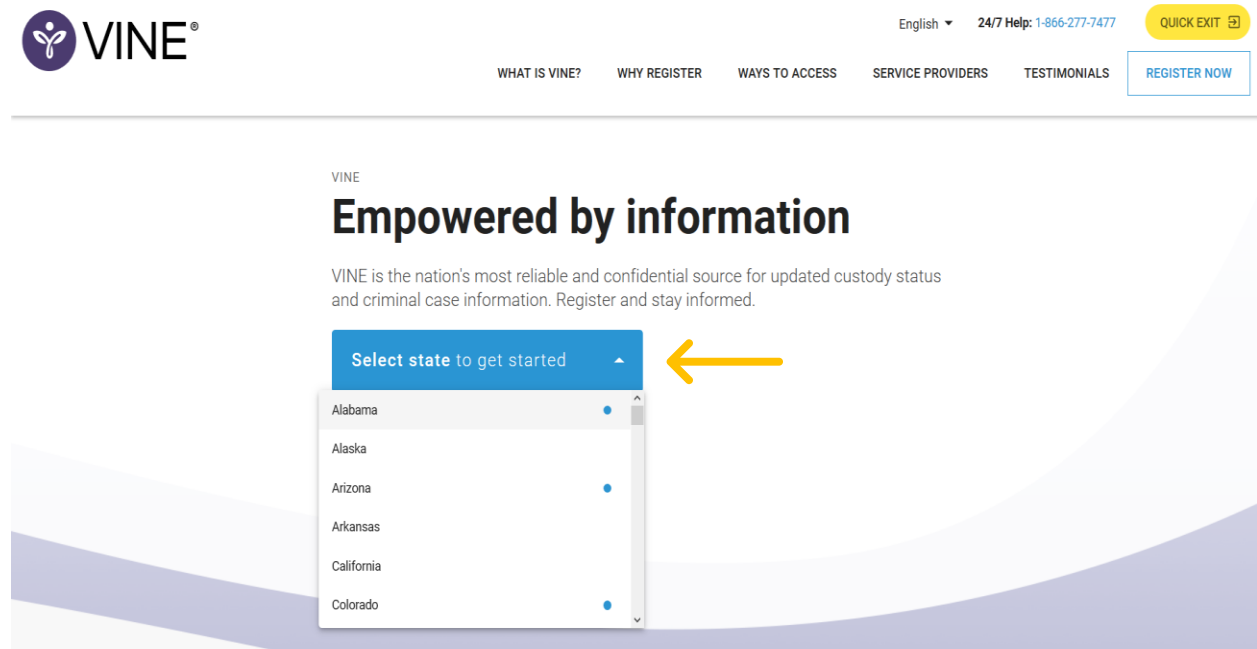 VINE®
English 24/7 Help: 1-866-277-7477 QUICK EXIT
WHAT IS VINE? WHY REGISTER WAYS TO ACCESS SERVICE PROVIDERS TESTIMONIALS REGISTER NOW
VINE
Empowered by information
VINE is the nation's most reliable and confidential source for updated custody status
and criminal case information. Register and stay informed.
Select state to get started
Alabama
Alaska
Arizona
Arkansas
California
Colorado